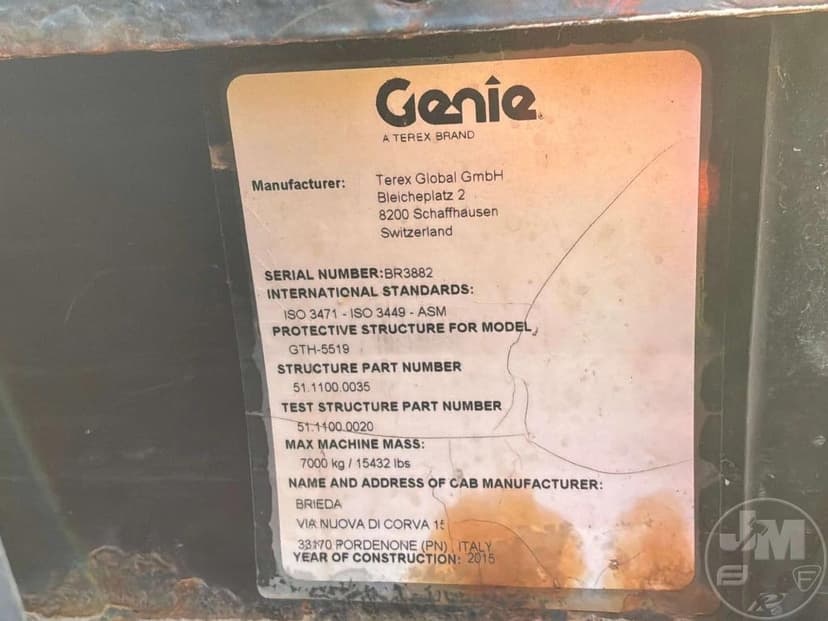 Genie
A TEREX BRAND
Manufacturer: Terex Global GmbH
Bleicheplatz 2
8200 Schaffhausen
Switzerland
SERIAL NUMBER:BR3882
INTERNATIONAL STANDARDS:
ISO 3471 - ISO 3449 - ASM
PROTECTIVE STRUCTURE FOR MODEL
GTH-5519
STRUCTURE PART NUMBER
51.1100.0035
TEST STRUCTURE PART NUMBER
51.1100.0020
MAX MACHINE MASS:
7000 kg / 15432 lbs
NAME AND ADDRESS OF CAB MANUFACTURER:
BRIEDA
VIA NUOVA DI CORVA
33170 PORDENONE (PN) , ITALY
YEAR OF CONSTRUCTION: 2015
JM